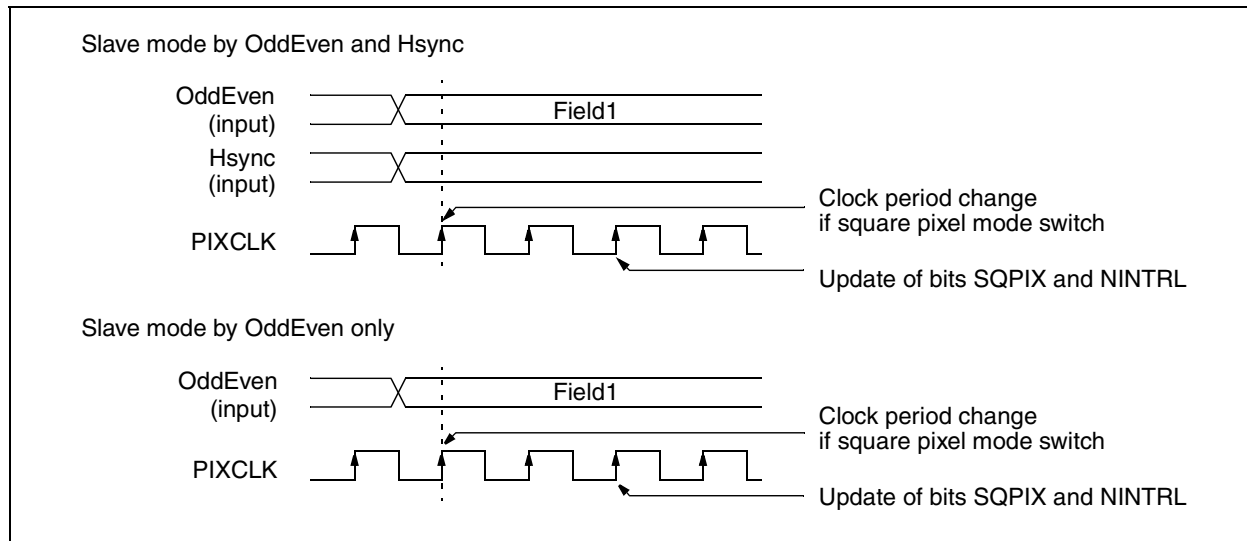 Slave mode by OddEven and Hsync
OddEven
(input)
Field1
Hsync
(input)
Clock period change
if square pixel mode switch
PIXCLK
Update of bits SQPIX and NINTRL
Slave mode by OddEven only
OddEven
(input)
Field1
Clock period change
if square pixel mode switch
PIXCLK
Update of bits SQPIX and NINTRL